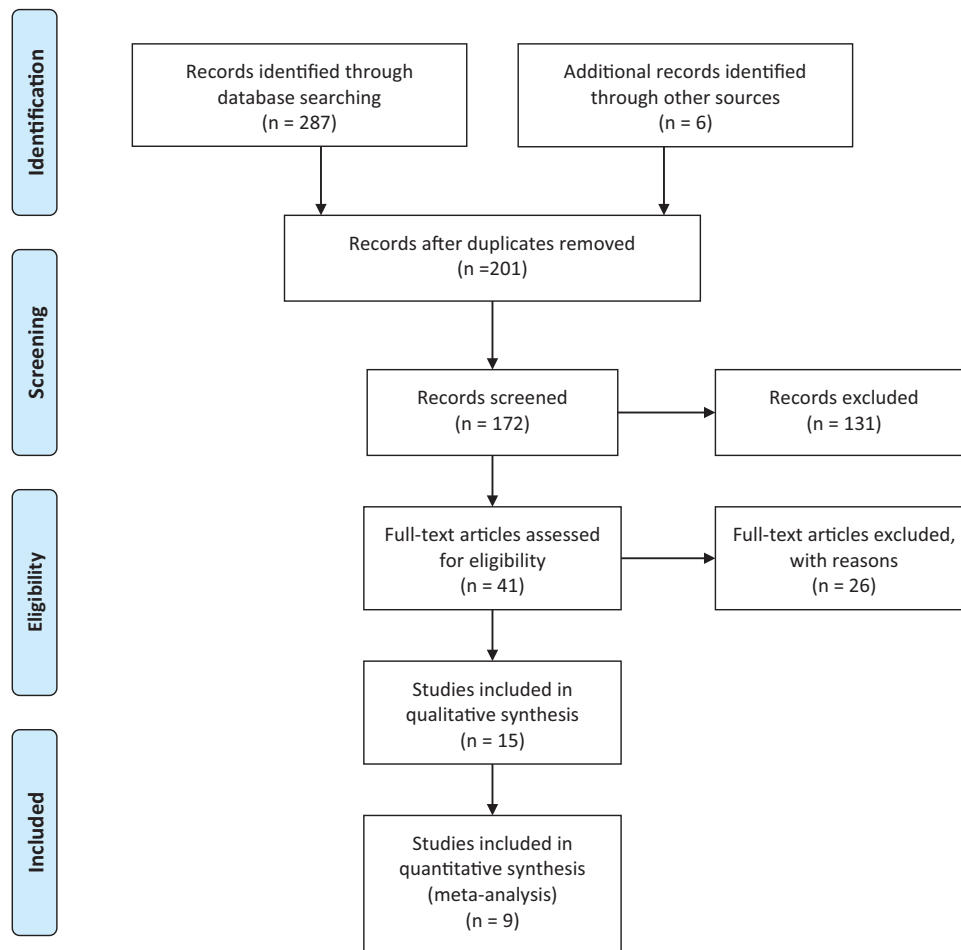 Identification
Records identified through
database searching
(n = 287)
Additional records identified
through other sources
(n = 6)
Records after duplicates removed
(n =201)
Screening
Records screened
(n = 172)
Records excluded
(n = 131)
Eligibility
Full-text articles assessed
for eligibility
(n = 41)
Full-text articles excluded,
with reasons
(n = 26)
Studies included in
qualitative synthesis
(n = 15)
Included
Studies included in
quantitative synthesis
(meta-analysis)
(n = 9)